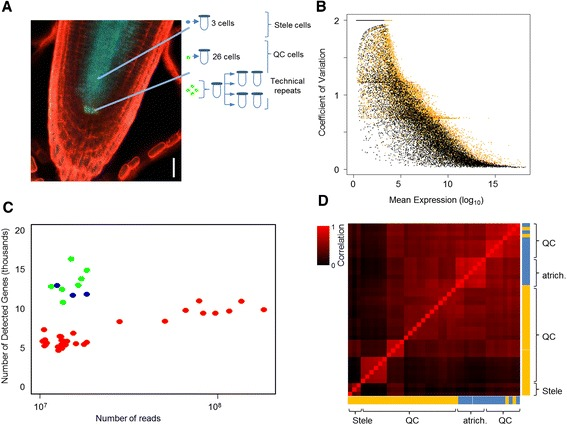 A
3 cells
Stele cells
26 cells
QC cells
Technical
repeats
B
2
1
0
Coefficient of Variation
0 5 10 15
Mean Expression (log10)
C
20
15
10
5
0
Number of Detected Genes (thousands)
10^7 10^8
Number of reads
D
1
0
Correlation
QC
atrich.
QC
Stele
Stele QC atrich. QC